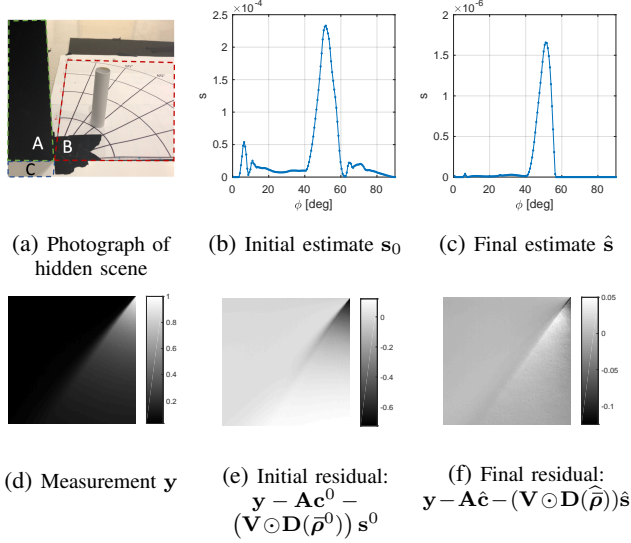 A
B
C
×10⁻⁴
2.5
2
1.5
1
0.5
0
s
0 20 40 60 80
ϕ [deg]
×10⁻⁶
2
1.5
1
0.5
0
s
0 20 40 60 80
ϕ [deg]
(a) Photograph of
hidden scene
(b) Initial estimate s₀
(c) Final estimate ŝ
1
0.8
0.6
0.4
0.2
0
-0.2
-0.4
-0.6
0.05
0
-0.05
-0.1
(d) Measurement y
(e) Initial residual:
y − Ac⁰ −
(V⊙D(ρ̄⁰)) s⁰
(f) Final residual:
y−Aĉ−(V⊙D(ρ̄̂))ŝ